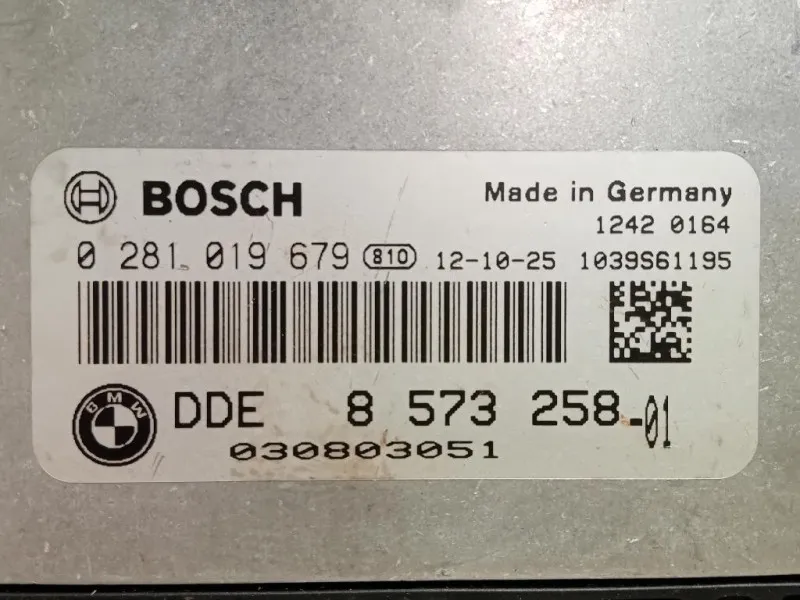 BOSCH
Made in Germany
1242 0164
0 281 019 679 810 12-10-25 1039S61195
BMW
DDE 8 573 258-01
030803051